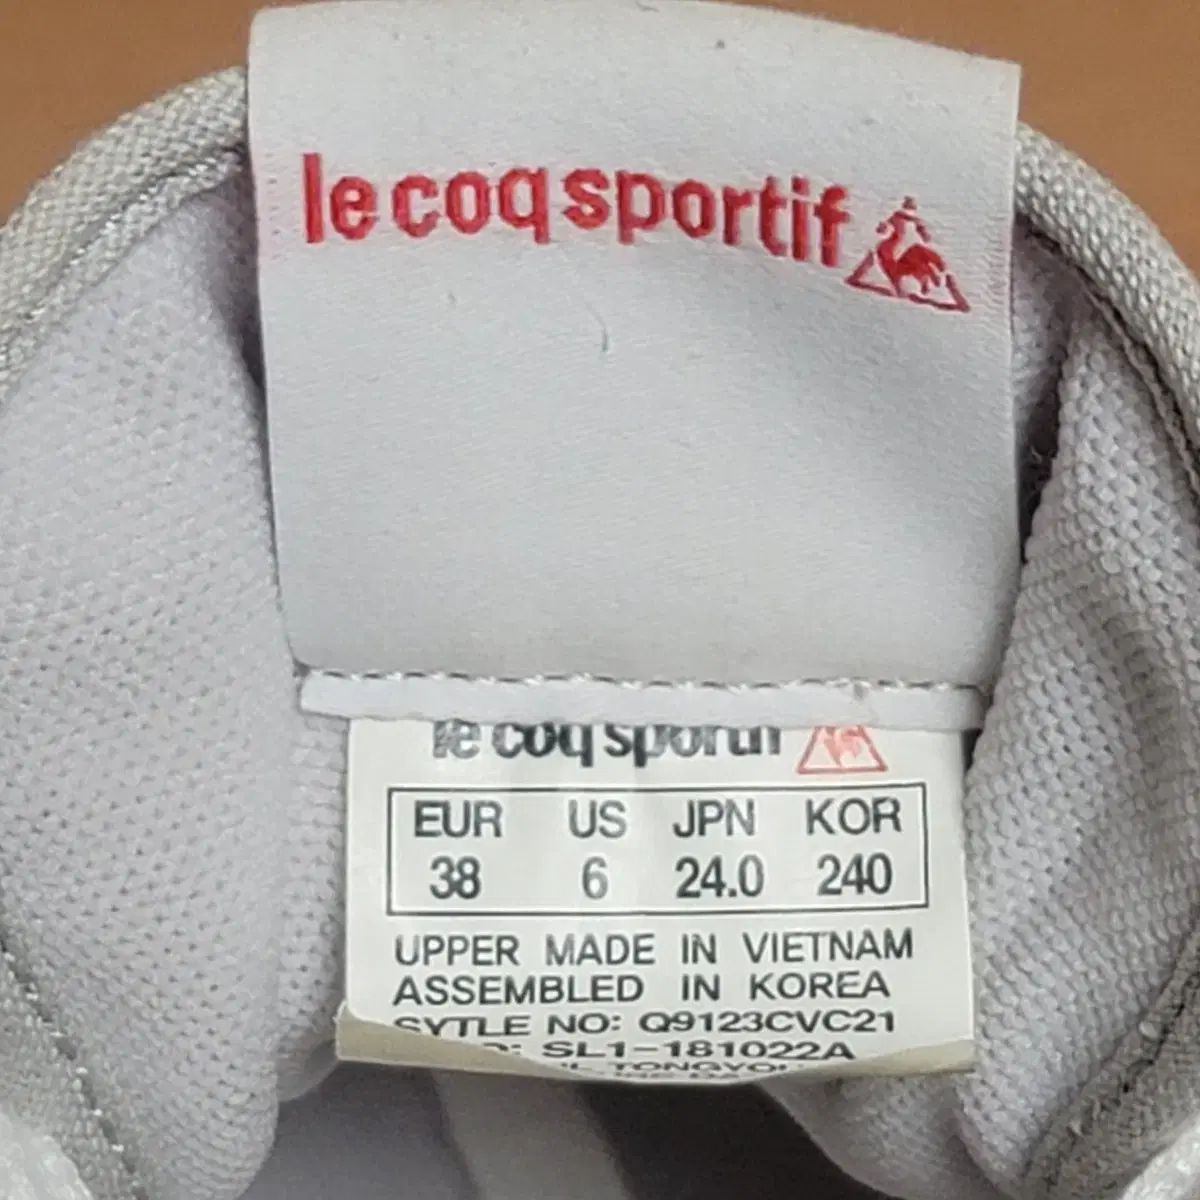 le coq sportif
le coq sportif
EUR US JPN KOR
38 6 24.0 240
UPPER MADE IN VIETNAM
ASSEMBLED IN KOREA
SYTLE NO: Q9123CVC21
SL1-181022A